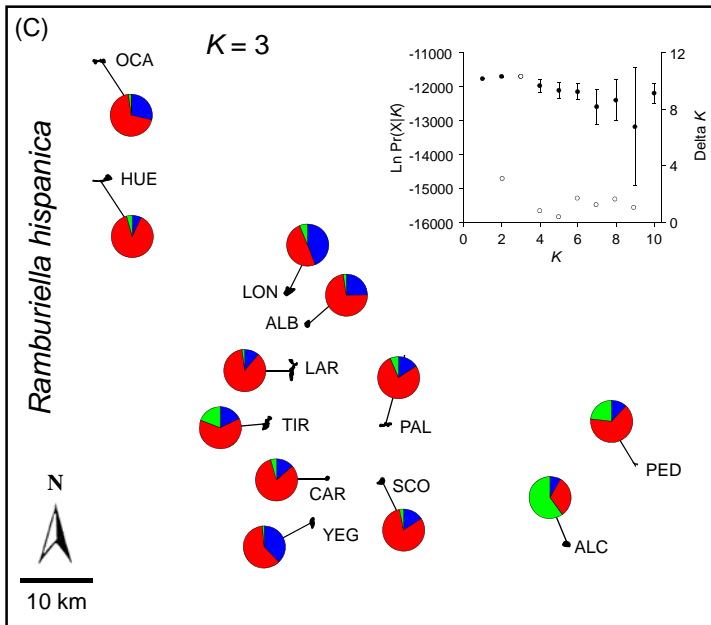 (C)
K = 3
OCA
HUE
LON
ALB
LAR
TIR
PAL
CAR
SCO
YEG
PED
ALC
Ramburiella hispanica
N
10 km
Ln Pr(X|K)
-11000
-12000
-13000
-14000
-15000
-16000
0 2 4 6 8 10
K
12
8
4
0
Delta K